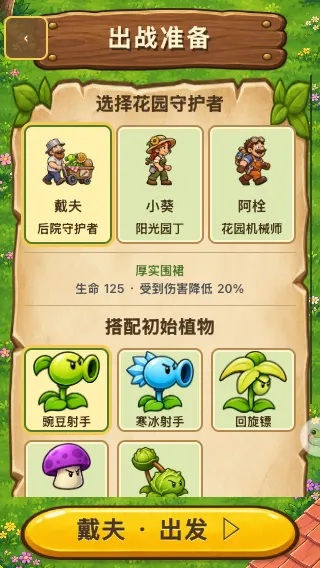 出战准备
选择花园守护者
戴夫
后院守护者
小葵
阳光园丁
阿栓
花园机械师
厚实围裙
生命 125 · 受到伤害降低 20%
搭配初始植物
豌豆射手
寒冰射手
回旋镖
戴夫 · 出发 ▷